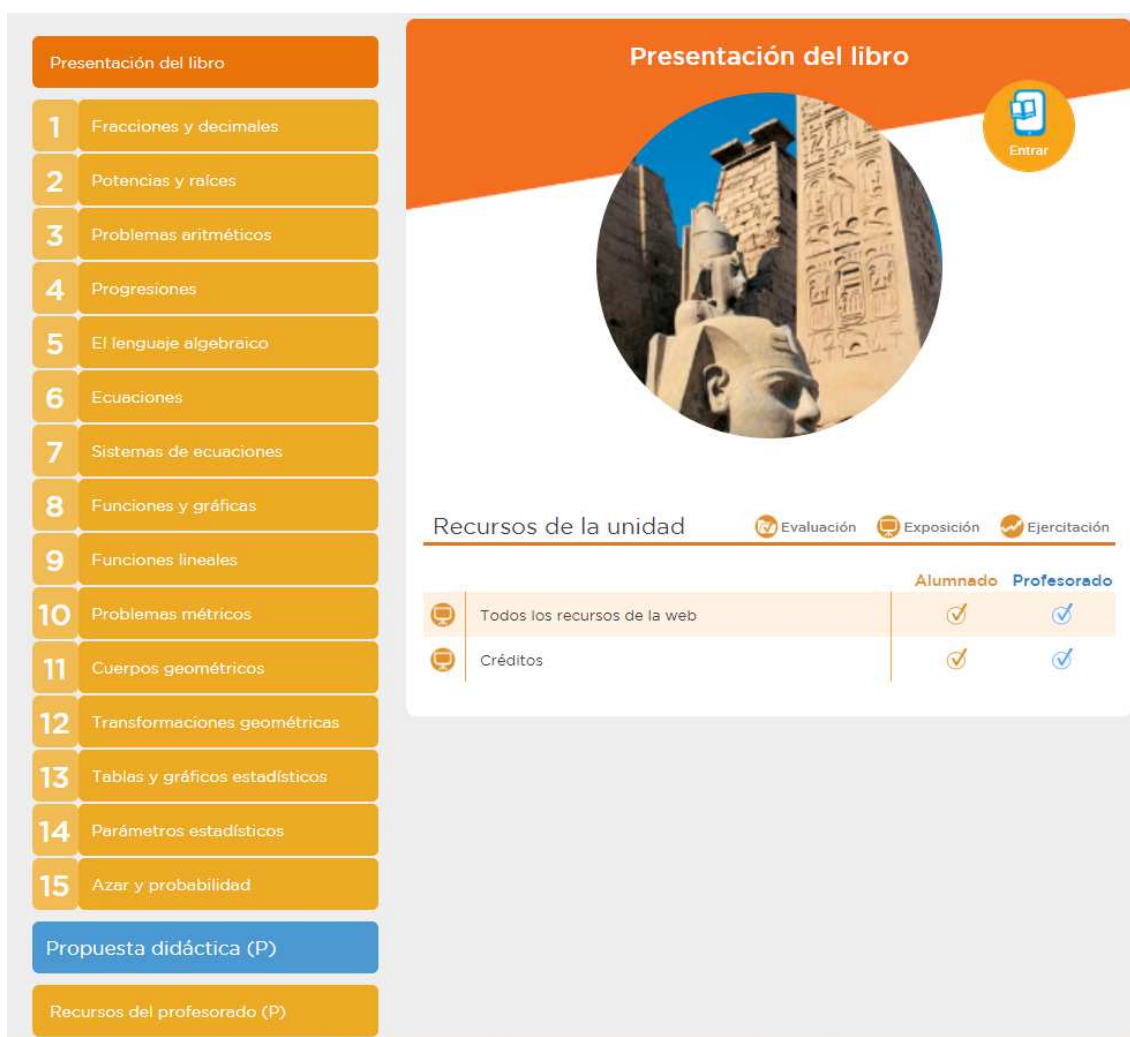 Presentación del libro
1 Fracciones y decimales
2 Potencias y raíces
3 Problemas aritméticos
4 Progresiones
5 El lenguaje algebraico
6 Ecuaciones
7 Sistemas de ecuaciones
8 Funciones y gráficas
9 Funciones lineales
10 Problemas métricos
11 Cuerpos geométricos
12 Transformaciones geométricas
13 Tablas y gráficos estadísticos
14 Parámetros estadísticos
15 Azar y probabilidad
Propuesta didáctica (P)
Recursos del profesorado (P)
Presentación del libro
Entrar
Recursos de la unidad Evaluación Exposición Ejercitación
Alumnado Profesorado
Todos los recursos de la web
Créditos